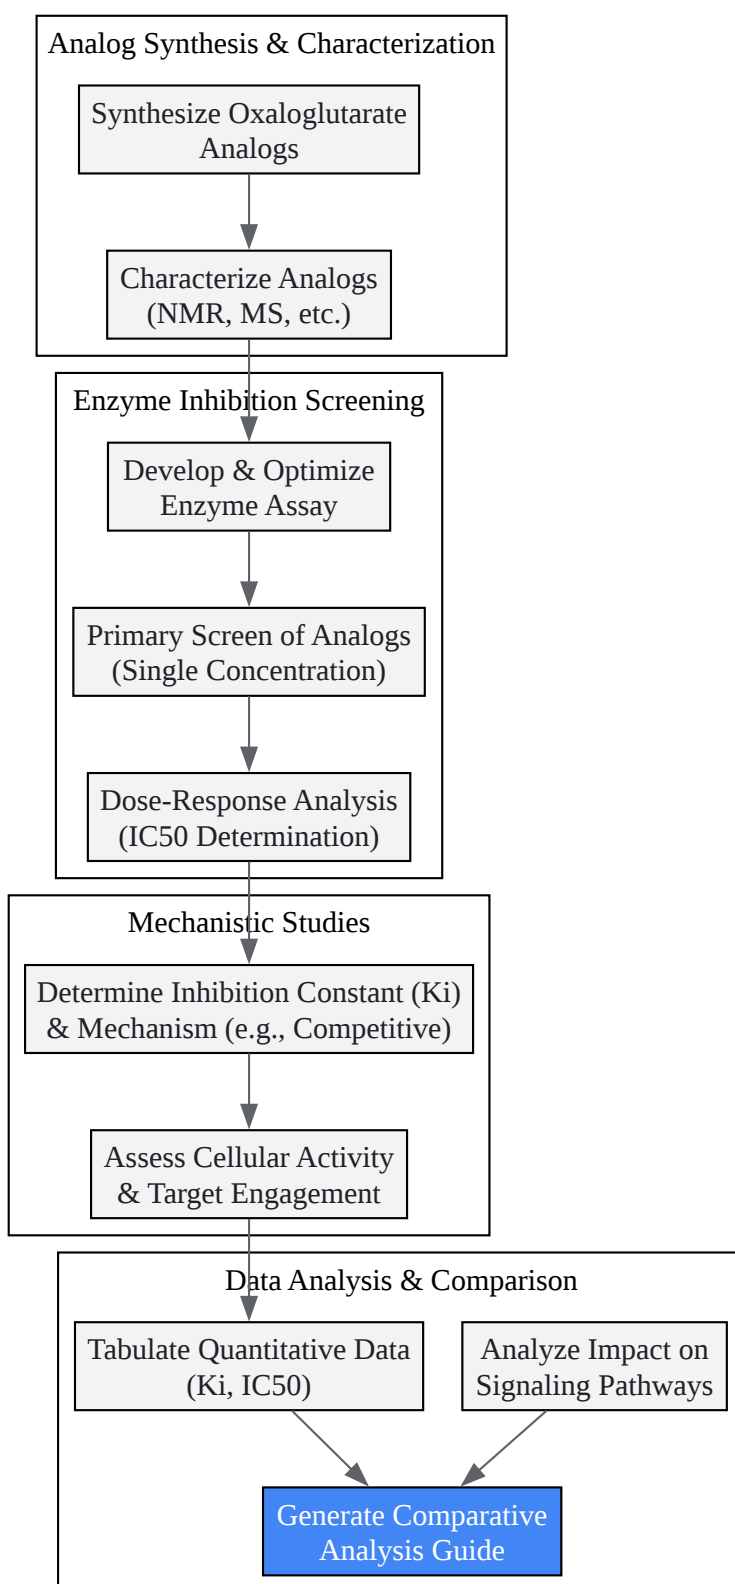 Analog Synthesis & Characterization
Synthesize Oxaloglutarate
Analogs
Characterize Analogs
(NMR, MS, etc.)
Enzyme Inhibition Screening
Develop & Optimize
Enzyme Assay
Primary Screen of Analogs
(Single Concentration)
Dose-Response Analysis
(IC50 Determination)
Mechanistic Studies
Determine Inhibition Constant (Ki)
& Mechanism (e.g., Competitive)
Assess Cellular Activity
& Target Engagement
Data Analysis & Comparison
Tabulate Quantitative Data
(Ki, IC50)
Analyze Impact on
Signaling Pathways
Generate Comparative
Analysis Guide